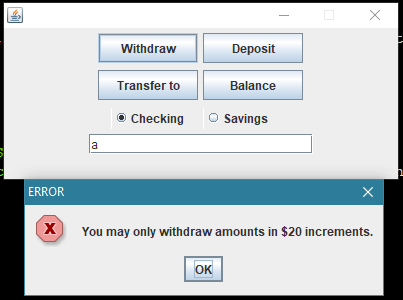 Withdraw Deposit
Transfer to Balance
Checking Savings
a
ERROR
You may only withdraw amounts in $20 increments.
OK